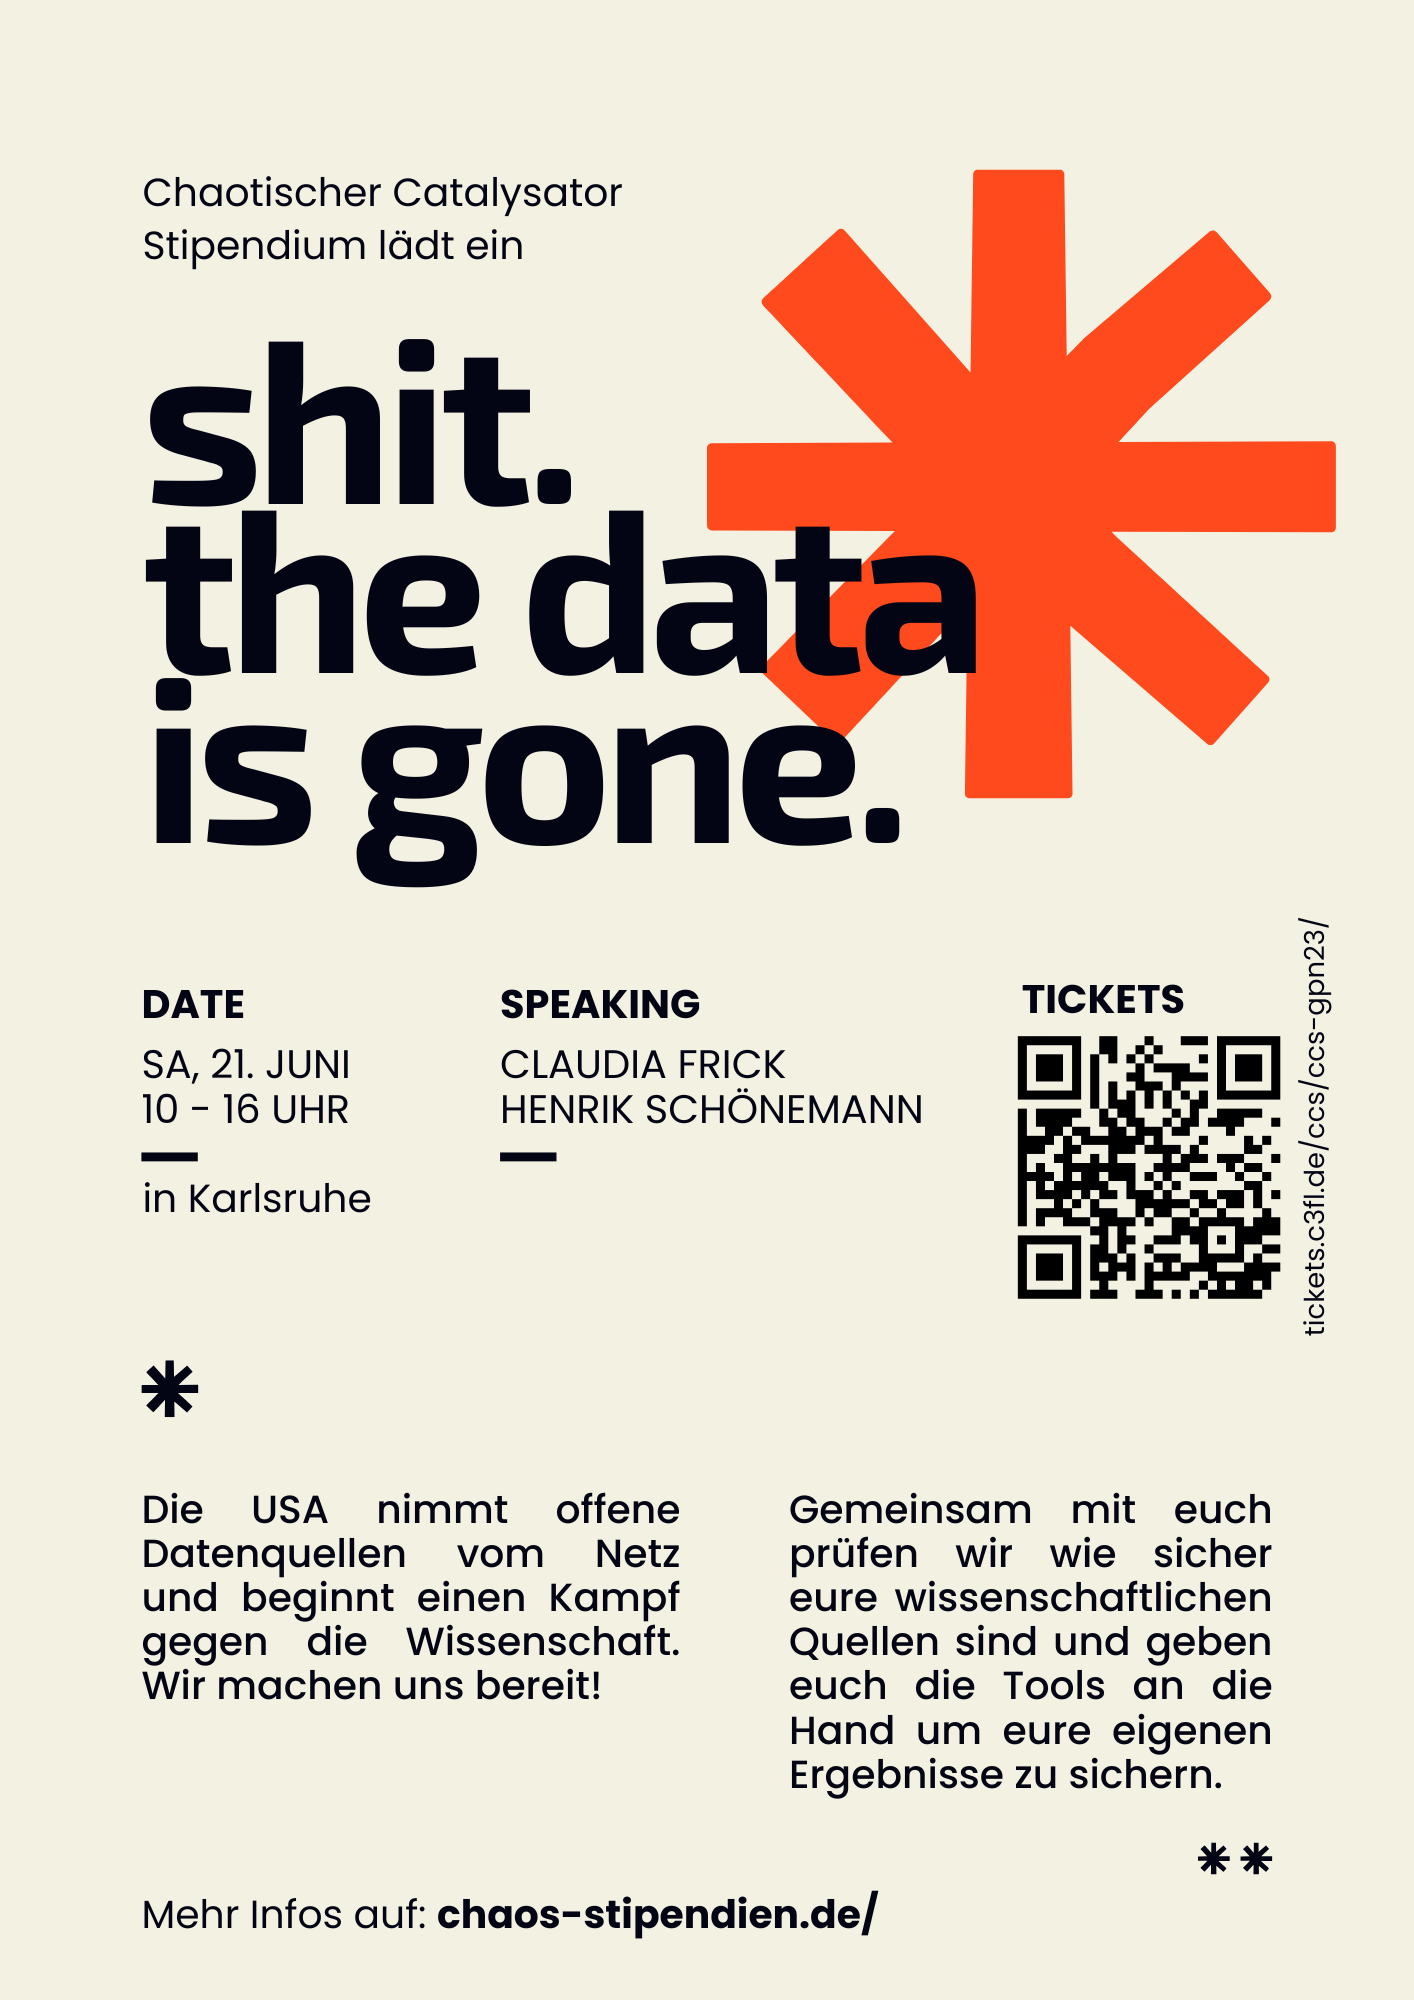 Chaotischer Catalysator
Stipendium lädt ein
shit.
the data
is gone.
DATE
SA, 21. JUNI
10 - 16 UHR
in Karlsruhe
SPEAKING
CLAUDIA FRICK
HENRIK SCHÖNEMANN
TICKETS
tickets.c3fl.de/ccs/ccs-gpn23/
Die USA nimmt offene
Datenquellen vom Netz
und beginnt einen Kampf
gegen die Wissenschaft.
Wir machen uns bereit!
Gemeinsam mit euch
prüfen wir wie sicher
eure wissenschaftlichen
Quellen sind und geben
euch die Tools an die
Hand um eure eigenen
Ergebnisse zu sichern.
Mehr Infos auf: chaos-stipendien.de/